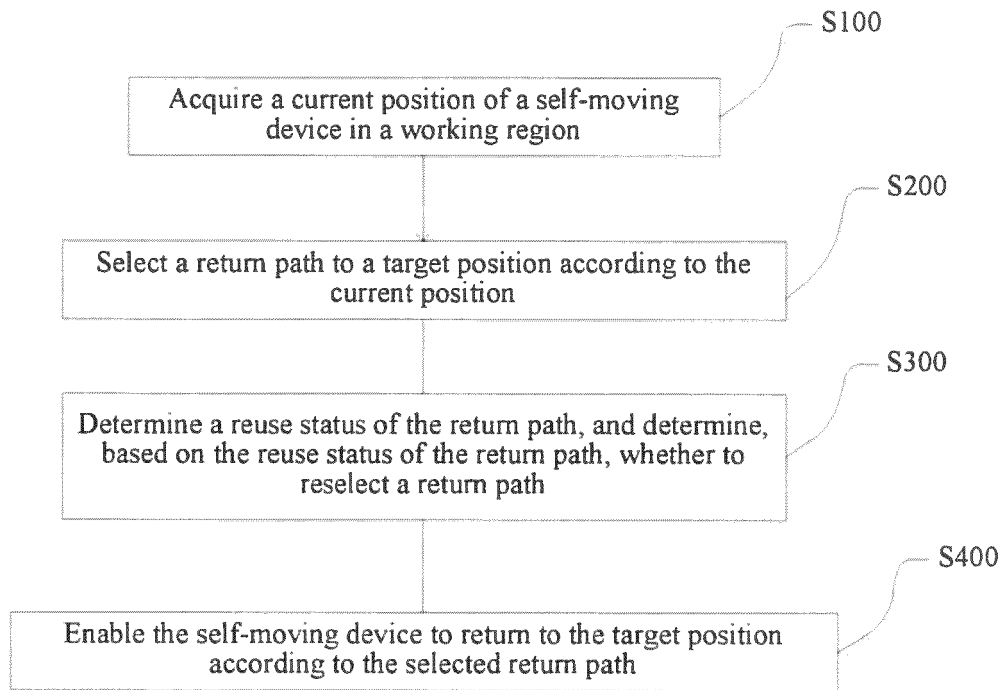 S100
Acquire a current position of a self-moving
device in a working region
S200
Select a return path to a target position according to the
current position
S300
Determine a reuse status of the return path, and determine,
based on the reuse status of the return path, whether to
reselect a return path
S400
Enable the self-moving device to return to the target position
according to the selected return path